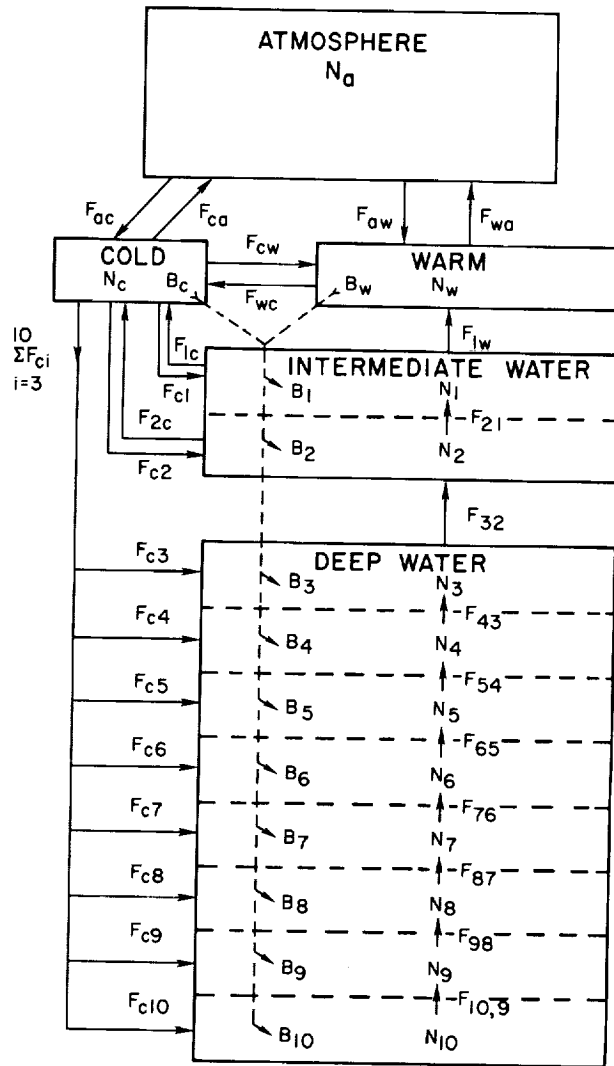 ATMOSPHERE
Na
Fac
Fca
Faw
Fwa
COLD
Nc
Bc
Fcw
Fwc
WARM
Nw
Bw
10
ΣFci
i=3
F1c
Fc1
F2c
Fc2
F1w
INTERMEDIATE WATER
B1
N1
F21
B2
N2
F32
DEEP WATER
Fc3
B3
N3
F43
Fc4
B4
N4
F54
Fc5
B5
N5
F65
Fc6
B6
N6
F76
Fc7
B7
N7
F87
Fc8
B8
N8
F98
Fc9
B9
N9
F10,9
Fc10
B10
N10